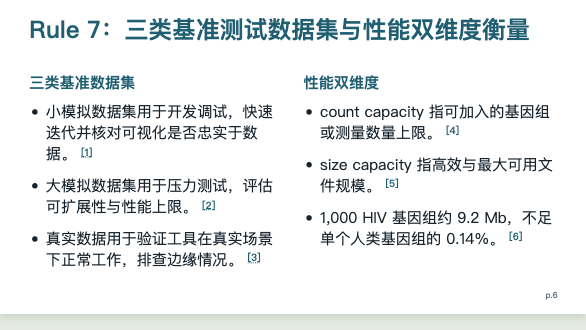 Rule 7：三类基准测试数据集与性能双维度衡量
三类基准数据集
• 小模拟数据集用于开发调试，快速
迭代并核对可视化是否忠实于数
据。 [1]
• 大模拟数据集用于压力测试，评估
可扩展性与性能上限。 [2]
• 真实数据用于验证工具在真实场景
下正常工作，排查边缘情况。 [3]
性能双维度
• count capacity 指可加入的基因组
或测量数量上限。 [4]
• size capacity 指高效与最大可用文
件规模。 [5]
• 1,000 HIV 基因组约 9.2 Mb，不足
单个人类基因组的 0.14%。 [6]
p.6